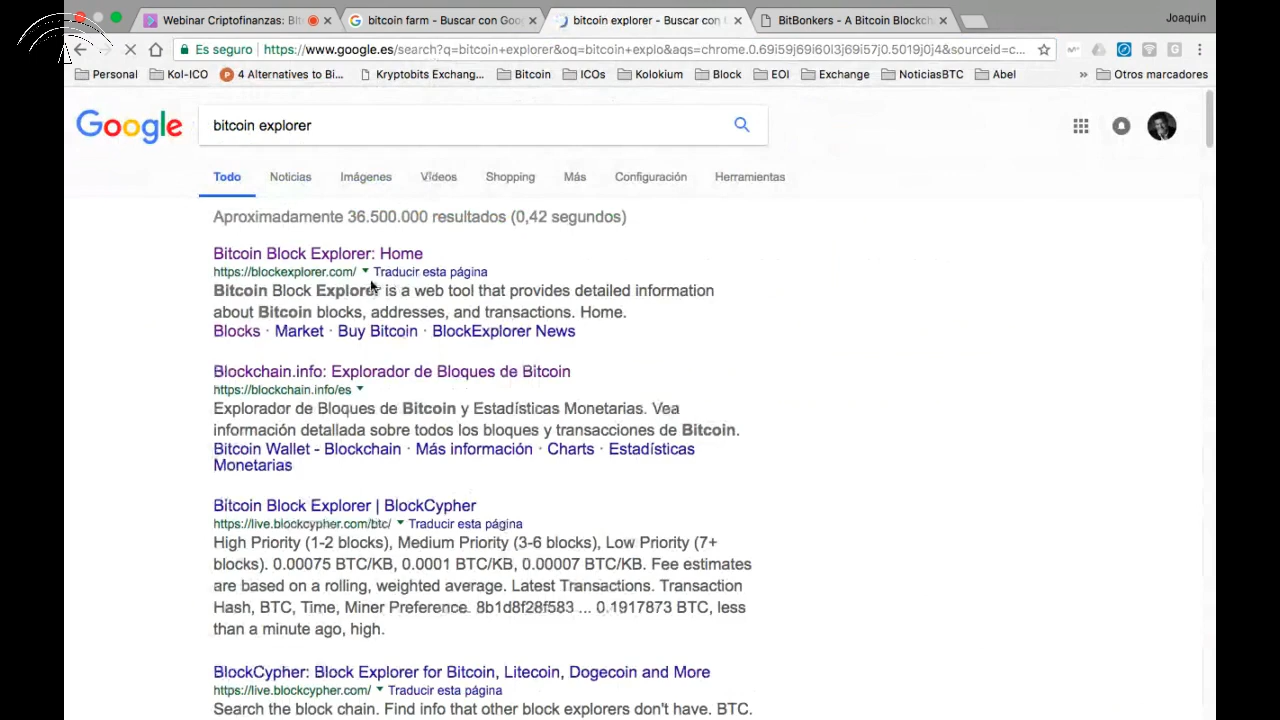 Webinar Criptofinanzas: Bit
bitcoin farm - Buscar con Goo
bitcoin explorer - Buscar con
BitBonkers - A Bitcoin Blockch
Joaquin
Es seguro
https://www.google.es/search?q=bitcoin+explorer&oq=bitcoin+explo&aqs=chrome.0.69i59j69i60l3j69i57j0.5019j0j4&sourceid=c...
Personal
Kol-ICO
4 Alternatives to Bi...
Kryptobits Exchang...
Bitcoin
ICOs
Kolokium
Block
EOI
Exchange
NoticiasBTC
Abel
»
Otros marcadores
Google
bitcoin explorer
Todo
Noticias
Imágenes
Vídeos
Shopping
Más
Configuración
Herramientas
Aproximadamente 36.500.000 resultados (0,42 segundos)
Bitcoin Block Explorer: Home
https://blockexplorer.com/ Traducir esta página
Bitcoin Block Explorer is a web tool that provides detailed information
about Bitcoin blocks, addresses, and transactions. Home.
Blocks · Market · Buy Bitcoin · BlockExplorer News
Blockchain.info: Explorador de Bloques de Bitcoin
https://blockchain.info/es
Explorador de Bloques de Bitcoin y Estadísticas Monetarias. Vea
información detallada sobre todos los bloques y transacciones de Bitcoin.
Bitcoin Wallet - Blockchain · Más información · Charts · Estadísticas
Monetarias
Bitcoin Block Explorer | BlockCypher
https://live.blockcypher.com/btc/ Traducir esta página
High Priority (1-2 blocks), Medium Priority (3-6 blocks), Low Priority (7+
blocks). 0.00075 BTC/KB, 0.0001 BTC/KB, 0.00007 BTC/KB. Fee estimates
are based on a rolling, weighted average. Latest Transactions. Transaction
Hash, BTC, Time, Miner Preference. 8b1d8f28f583 ... 0.1917873 BTC, less
than a minute ago, high.
BlockCypher: Block Explorer for Bitcoin, Litecoin, Dogecoin and More
https://live.blockcypher.com/ Traducir esta página
Search the block chain. Find info that other block explorers don't have. BTC.